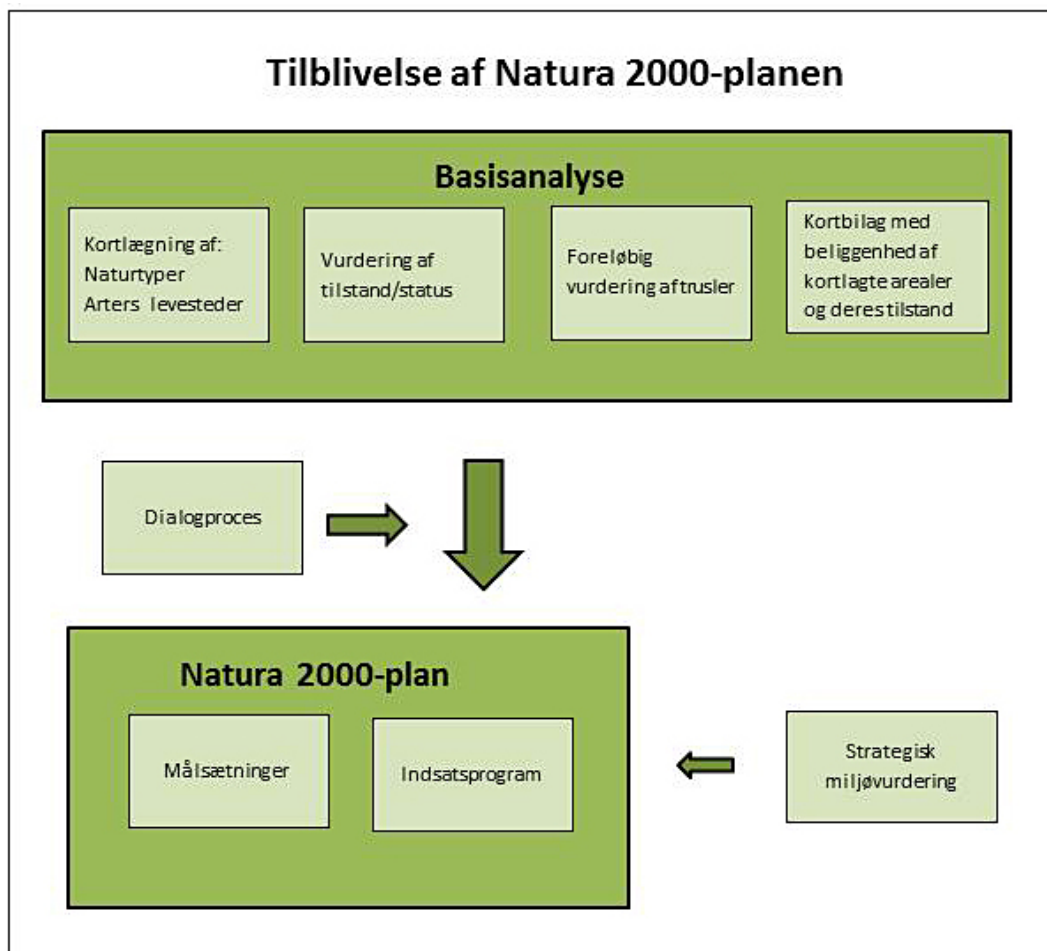 Tilblivelse af Natura 2000-planen
Basisanalyse
Kortlægning af:
Naturtyper
Arters levesteder
Vurdering af
tilstand/status
Foreløbig
vurdering af trusler
Kortbilag med
beliggenhed af
kortlagte arealer
og deres tilstand
Dialogproces
Natura 2000-plan
Målsætninger
Indsatsprogram
Strategisk
miljøvurdering